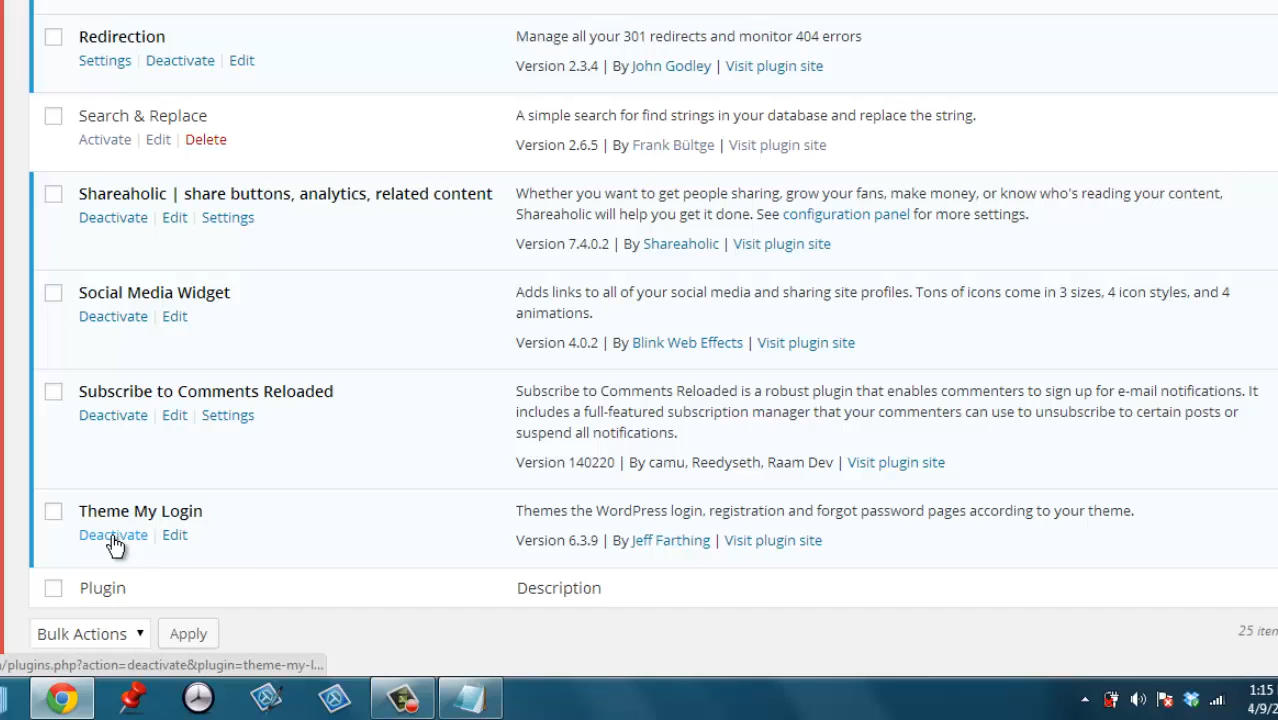 Redirection
Manage all your 301 redirects and monitor 404 errors
Settings | Deactivate | Edit
Version 2.3.4 | By John Godley | Visit plugin site
Search & Replace
A simple search for find strings in your database and replace the string.
Activate | Edit | Delete
Version 2.6.5 | By Frank Bültge | Visit plugin site
Shareaholic | share buttons, analytics, related content
Whether you want to get people sharing, grow your fans, make money, or know who's reading your content,
Deactivate | Edit | Settings
Shareaholic will help you get it done. See configuration panel for more settings.
Version 7.4.0.2 | By Shareaholic | Visit plugin site
Social Media Widget
Adds links to all of your social media and sharing site profiles. Tons of icons come in 3 sizes, 4 icon styles, and 4
Deactivate | Edit
animations.
Version 4.0.2 | By Blink Web Effects | Visit plugin site
Subscribe to Comments Reloaded
Subscribe to Comments Reloaded is a robust plugin that enables commenters to sign up for e-mail notifications. It
Deactivate | Edit | Settings
includes a full-featured subscription manager that your commenters can use to unsubscribe to certain posts or
suspend all notifications.
Version 140220 | By camu, Reedyseth, Raam Dev | Visit plugin site
Theme My Login
Themes the WordPress login, registration and forgot password pages according to your theme.
Deactivate | Edit
Version 6.3.9 | By Jeff Farthing | Visit plugin site
Plugin
Description
Bulk Actions
Apply
25 iten
/plugins.php?action=deactivate&plugin=theme-my-l...
1:15
4/9/2